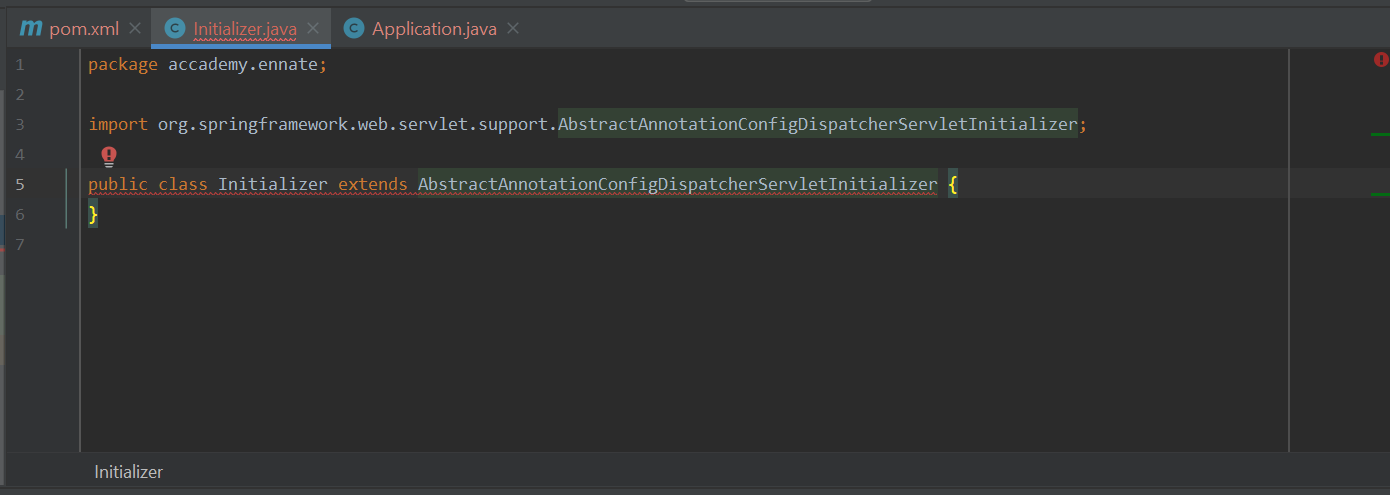 m pom.xml × C Initializer.java × C Application.java ×
1 package accademy.ennate;
2
3 import org.springframework.web.servlet.support.AbstractAnnotationConfigDispatcherServletInitializer;
4
5 public class Initializer extends AbstractAnnotationConfigDispatcherServletInitializer {
6 }
7
Initializer